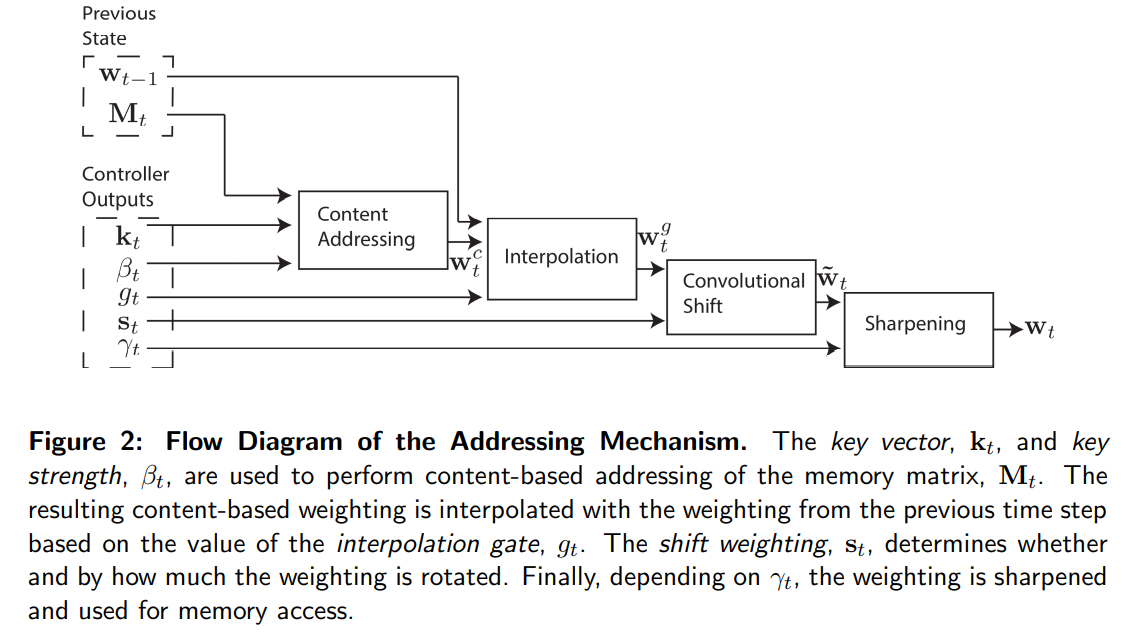 Previous
State
w_{t−1}
M_t
Controller
Outputs
k_t
β_t
g_t
s_t
γ_t
Content
Addressing
w_t^c
Interpolation
w_t^g
Convolutional
Shift
w̃_t
Sharpening
w_t
Figure 2: Flow Diagram of the Addressing Mechanism. The key vector, k_t, and key
strength, β_t, are used to perform content-based addressing of the memory matrix, M_t. The
resulting content-based weighting is interpolated with the weighting from the previous time step
based on the value of the interpolation gate, g_t. The shift weighting, s_t, determines whether
and by how much the weighting is rotated. Finally, depending on γ_t, the weighting is sharpened
and used for memory access.